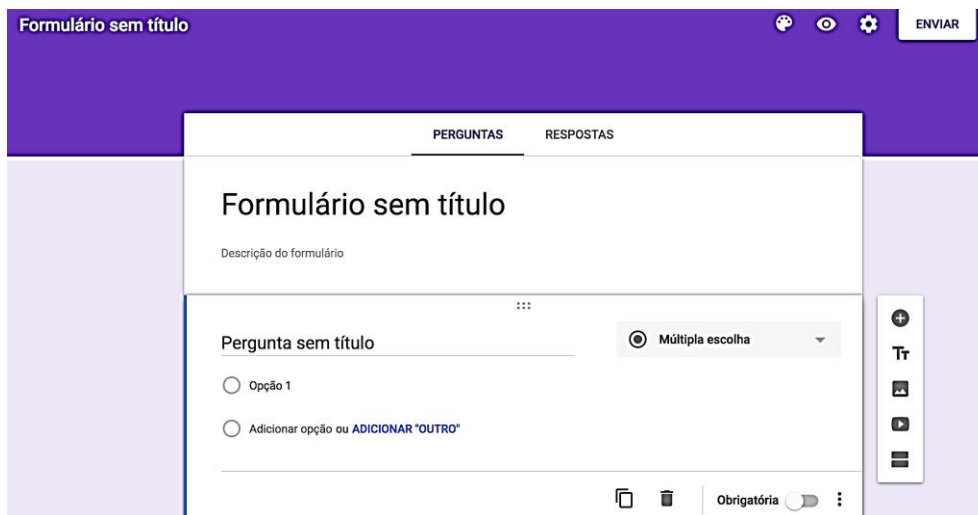 Formulário sem título
ENVIAR
PERGUNTAS RESPOSTAS
Formulário sem título
Descrição do formulário
Pergunta sem título
Múltipla escolha
Opção 1
Adicionar opção ou ADICIONAR "OUTRO"
Obrigatória